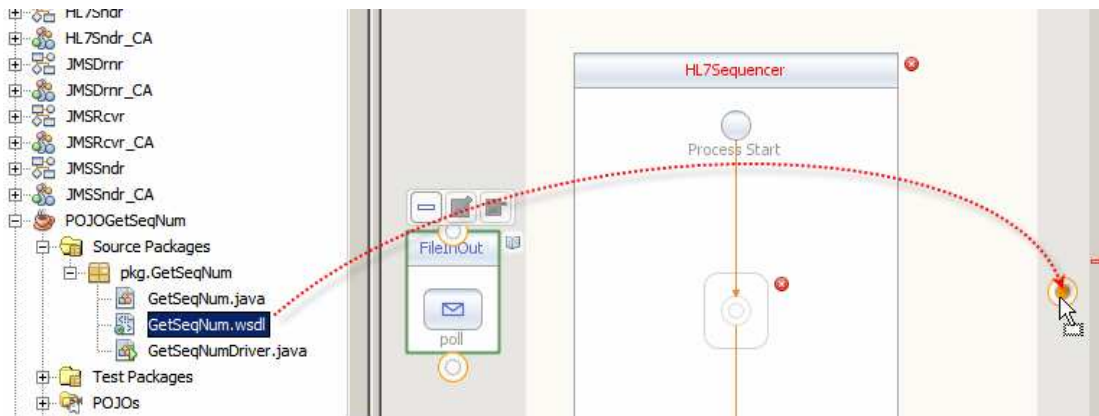 HL7Sndr
HL7Sndr_CA
JMSDrnr
JMSDrnr_CA
JMSRcvr
JMSRcvr_CA
JMSSndr
JMSSndr_CA
POJOGetSeqNum
Source Packages
pkg.GetSeqNum
GetSeqNum.java
GetSeqNum.wsdl
GetSeqNumDriver.java
Test Packages
POJOs
FileInOut
poll
HL7Sequencer
Process Start